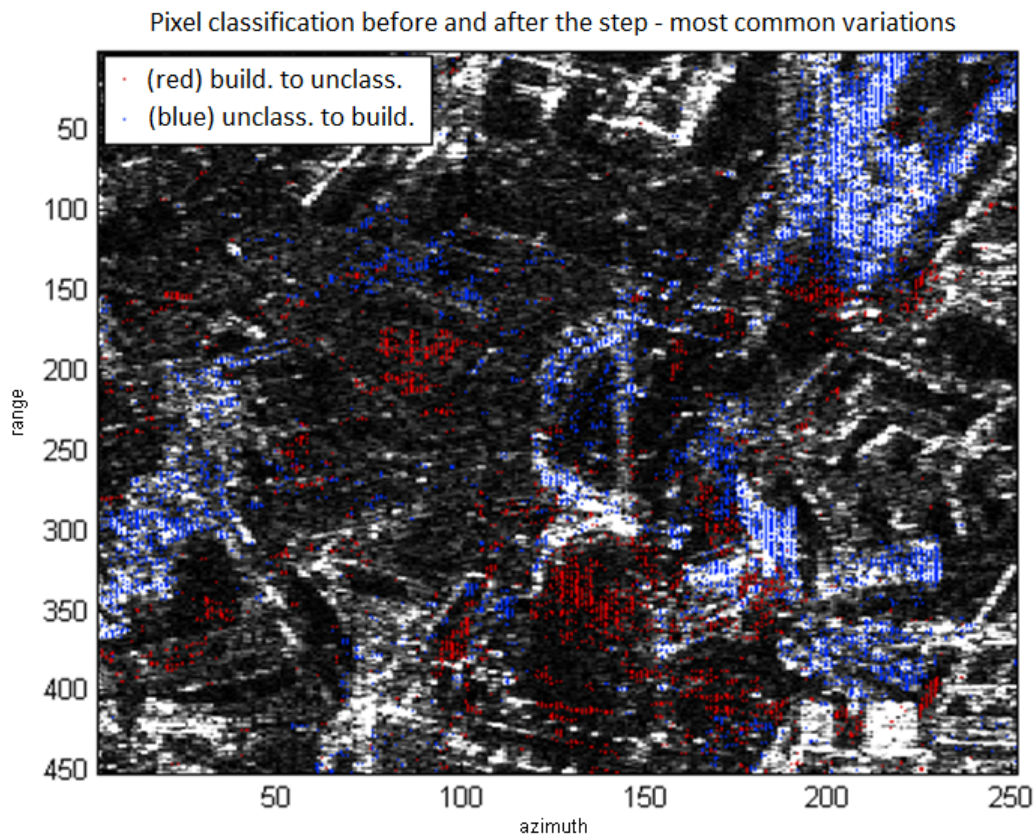 Pixel classification before and after the step - most common variations
(red) build. to unclass.
(blue) unclass. to build.
50
100
150
200
250
300
350
400
450
range
50
100
150
200
250
azimuth